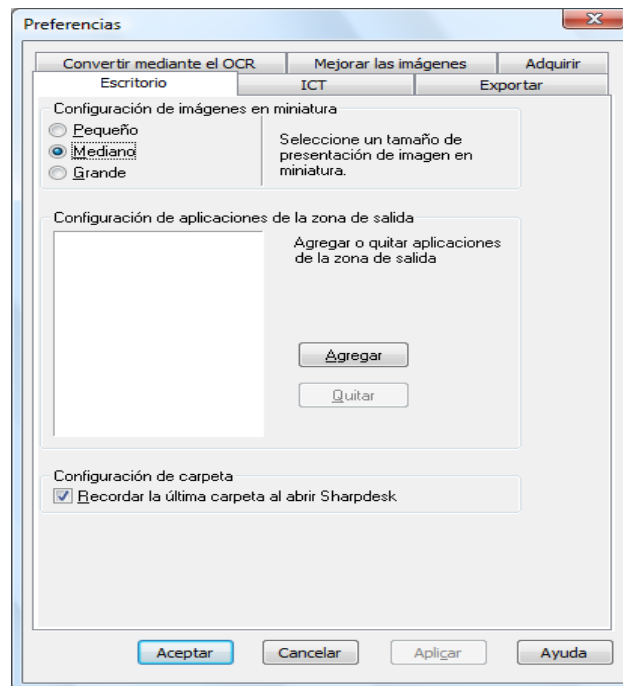 Preferencias
Convertir mediante el OCR
Mejorar las imágenes
Adquirir
Escritorio
ICT
Exportar
Configuración de imágenes en miniatura
Pequeño
Mediano
Grande
Seleccione un tamaño de
presentación de imagen en
miniatura.
Configuración de aplicaciones de la zona de salida
Agregar o quitar aplicaciones
de la zona de salida
Agregar
Quitar
Configuración de carpeta
Recordar la última carpeta al abrir Sharpdesk
Aceptar
Cancelar
Aplicar
Ayuda